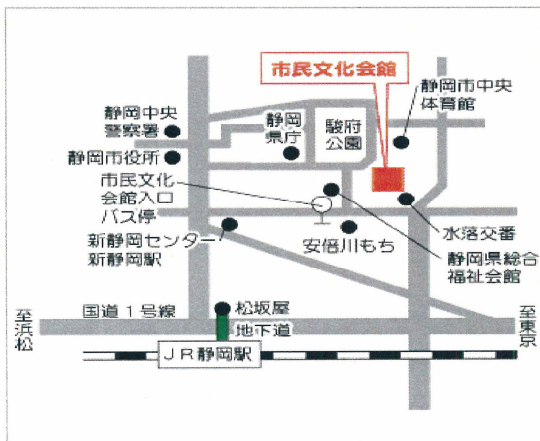 市民文化会館
静岡市中央
体育館
静岡中央
警察署
静岡
県庁
駿府
公園
静岡市役所
市民文化
会館入口
バス停
水落交番
新静岡センター
新静岡駅
安倍川もち
静岡県総合
福祉会館
国道1号線
松坂屋
地下道
至浜松
至東京
JR静岡駅